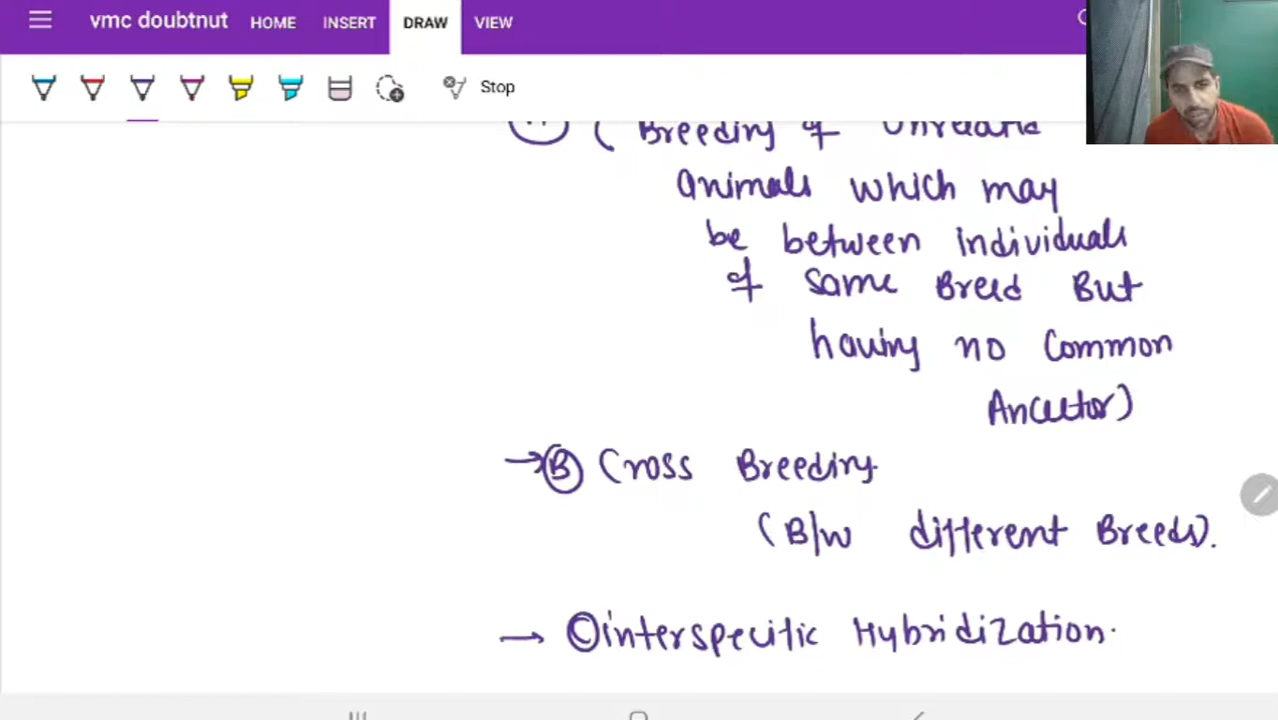 vmc doubtnut HOME INSERT DRAW VIEW
Stop
(Breeding of
animals which may
be between individuals
of same Breed But
having no common
Ancestor)
→ (B) Cross Breeding
(B/w different Breeds).
→ (C) interspecific Hybridization.